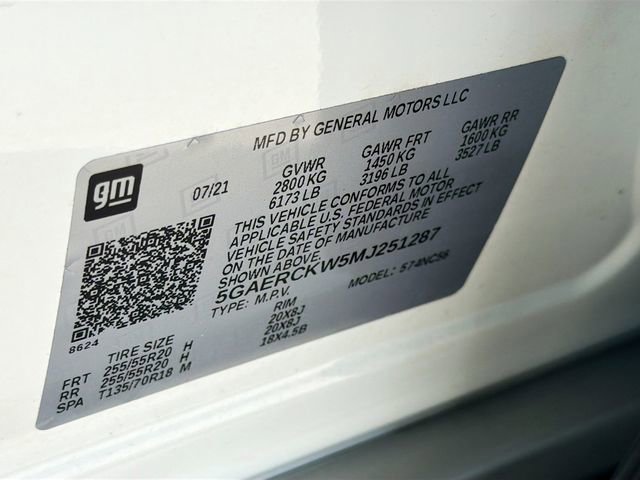 MFD BY GENERAL MOTORS LLC
gm
07/21
GVWR
2800 KG
6173 LB
GAWR FRT
1450 KG
3196 LB
GAWR RR
1600 KG
3527 LB
THIS VEHICLE CONFORMS TO ALL
APPLICABLE U.S. FEDERAL MOTOR
VEHICLE SAFETY STANDARDS IN EFFECT
ON THE DATE OF MANUFACTURE
SHOWN ABOVE.
5GAERCKW5MJ251287
TYPE: M.P.V. MODEL: 574NC56
8624
TIRE SIZE RIM
FRT 255/55R20 H 20X8J
RR 255/55R20 H 20X8J
SPA T135/70R18 M 18X4.5B